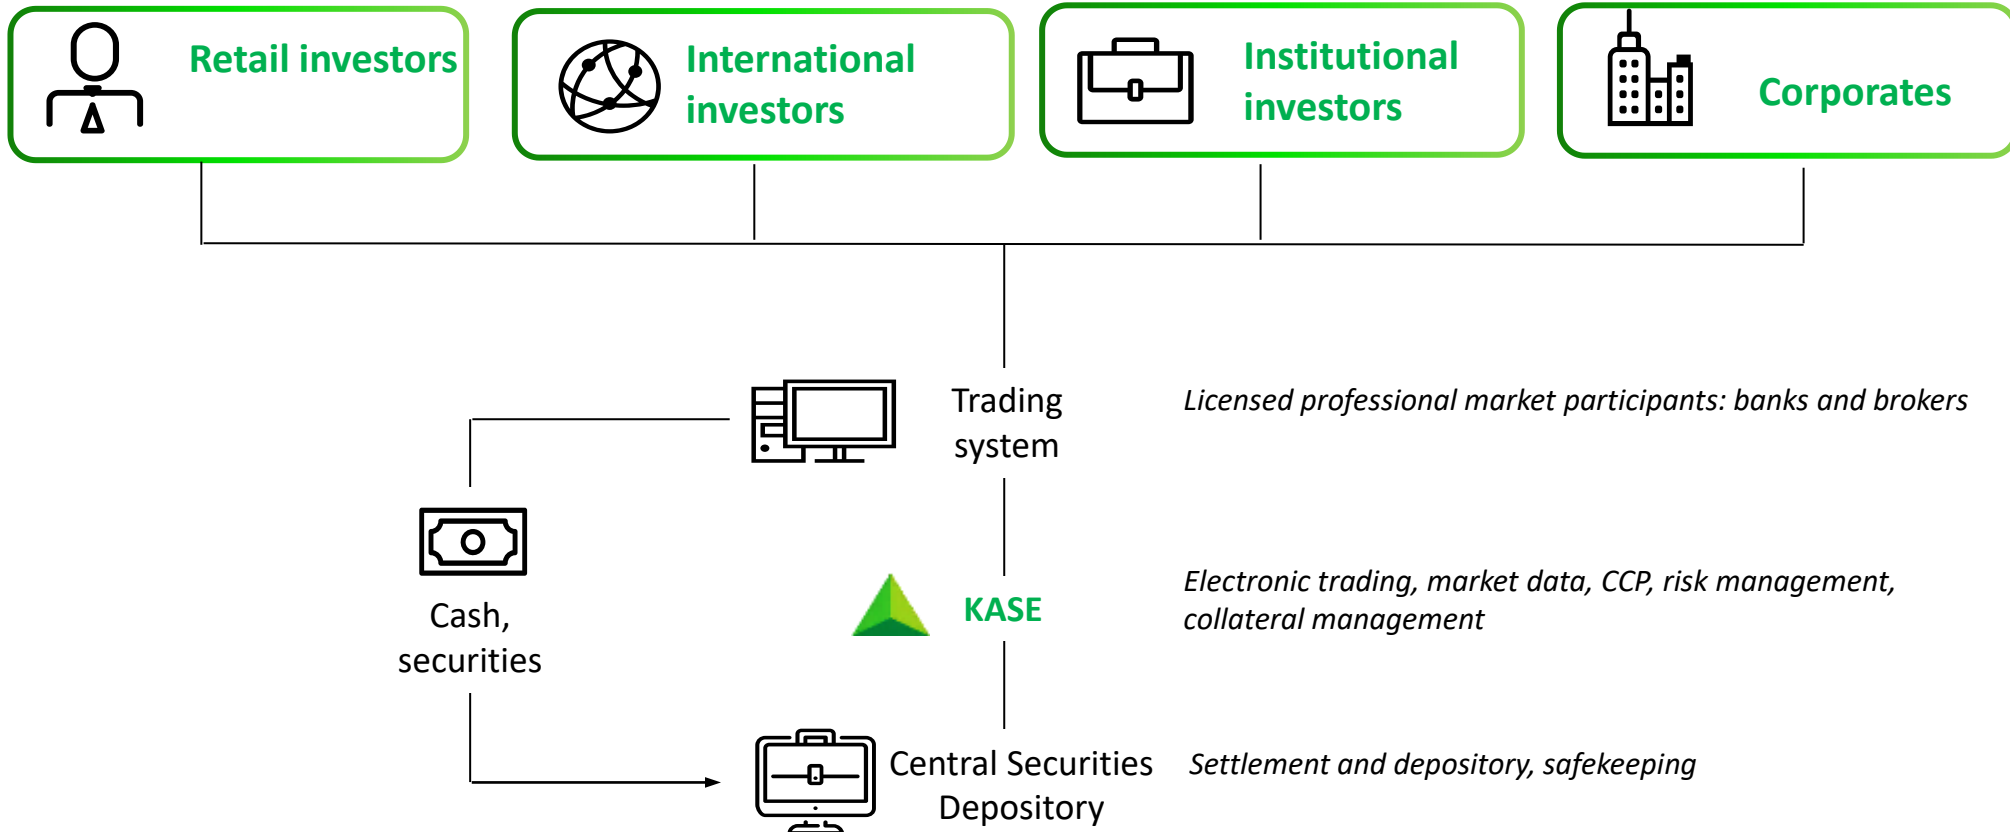 Retail investors
International
investors
Institutional
investors
Corporates
Trading
system
Licensed professional market participants: banks and brokers
Cash,
securities
KASE
Electronic trading, market data, CCP, risk management,
collateral management
Central Securities
Depository
Settlement and depository, safekeeping